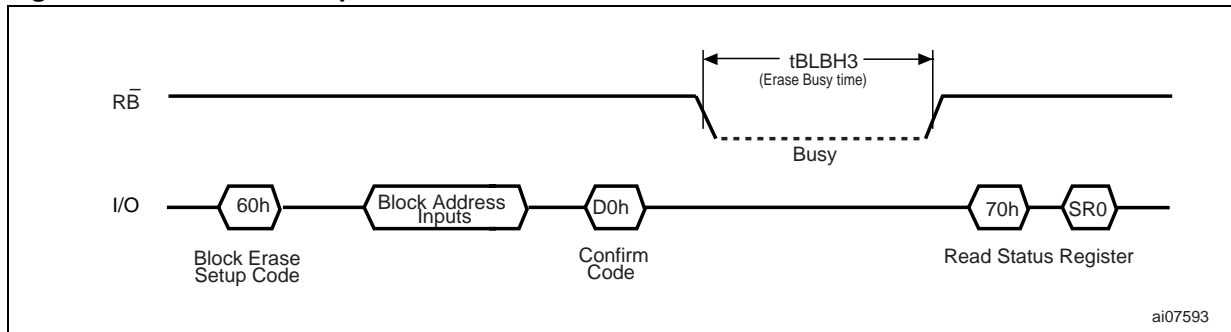 tBLBH3
(Erase Busy time)
RB̅
Busy
I/O
60h
Block Address
Inputs
D0h
70h
SR0
Block Erase
Setup Code
Confirm
Code
Read Status Register
ai07593